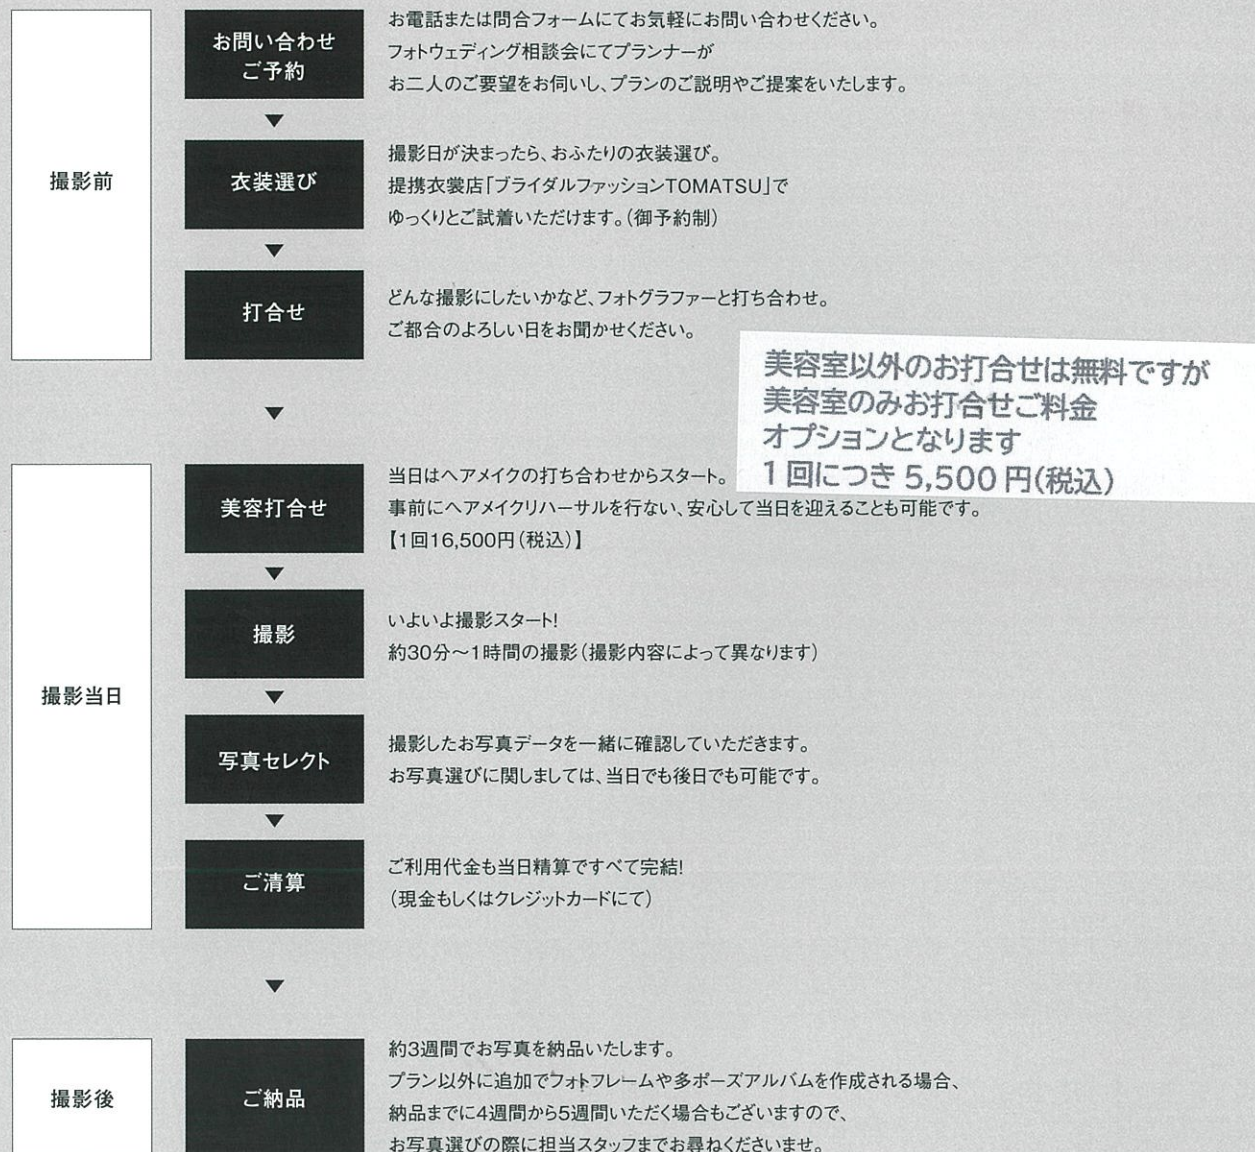 撮影前
お問い合わせ
ご予約
お電話または問合フォームにてお気軽にお問い合わせください。
フォトウェディング相談会にてプランナーが
お二人のご要望をお伺いし、プランのご説明やご提案をいたします。
衣装選び
撮影日が決まったら、おふたりの衣装選び。
提携衣裳店「ブライダルファッションTOMATSU」で
ゆっくりとご試着いただけます。(御予約制)
打合せ
どんな撮影にしたいかなど、フォトグラファーと打ち合わせ。
ご都合のよろしい日をお聞かせください。
美容室以外のお打合せは無料ですが
美容室のみお打合せご料金
オプションとなります
1回につき 5,500 円(税込)
撮影当日
美容打合せ
当日はヘアメイクの打ち合わせからスタート。
事前にヘアメイクリハーサルを行ない、安心して当日を迎えることも可能です。
【1回16,500円(税込)】
撮影
いよいよ撮影スタート!
約30分〜1時間の撮影(撮影内容によって異なります)
写真セレクト
撮影したお写真データを一緒に確認していただきます。
お写真選びに関しましては、当日でも後日でも可能です。
ご清算
ご利用代金も当日精算ですべて完結!
(現金もしくはクレジットカードにて)
撮影後
ご納品
約3週間でお写真を納品いたします。
プラン以外に追加でフォトフレームや多ポーズアルバムを作成される場合、
納品までに4週間から5週間いただく場合もございますので、
お写真選びの際に担当スタッフまでお尋ねくださいませ。